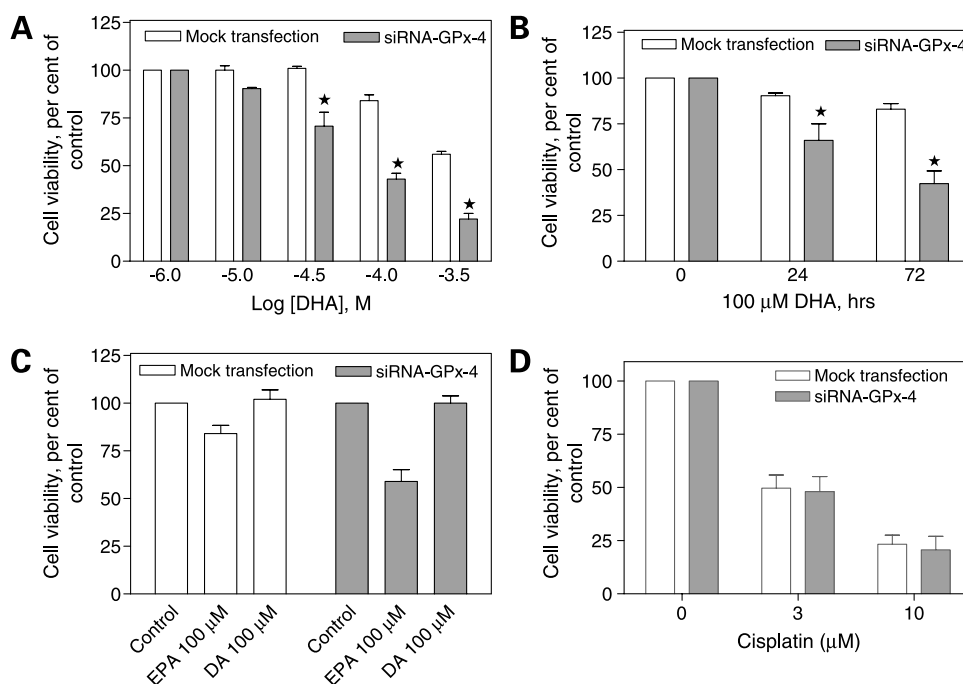 A
Cell viability, per cent of
control
125
100
75
50
25
0
Mock transfection
siRNA-GPx-4
★
★
★
-6.0 -5.0 -4.5 -4.0 -3.5
Log [DHA], M
B
Cell viability, per cent of
control
125
100
75
50
25
0
Mock transfection
siRNA-GPx-4
★
★
0 24 72
100 μM DHA, hrs
C
Cell viability, per cent of
control
125
100
75
50
25
0
Mock transfection
siRNA-GPx-4
Control
EPA 100 μM
DA 100 μM
Control
EPA 100 μM
DA 100 μM
D
Cell viability, per cent of
control
100
75
50
25
0
Mock transfection
siRNA-GPx-4
0 3 10
Cisplatin (μM)